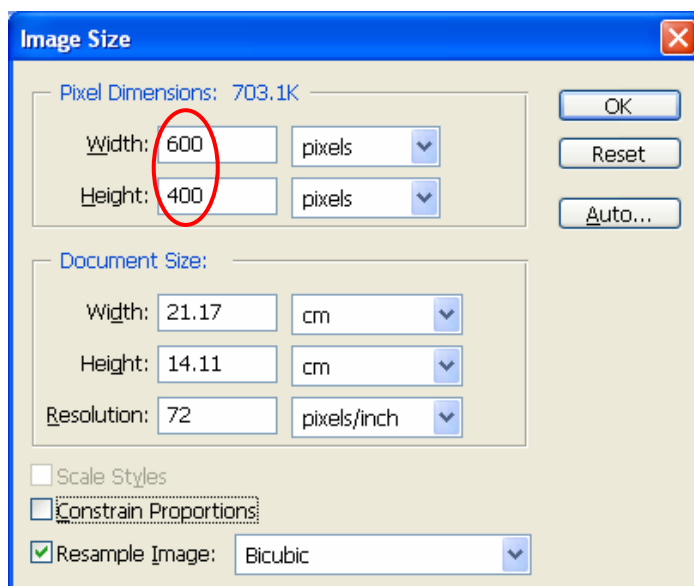 Image Size
Pixel Dimensions: 703.1K
OK
Width: 600 pixels
Reset
Height: 400 pixels
Auto...
Document Size:
Width: 21.17 cm
Height: 14.11 cm
Resolution: 72 pixels/inch
Scale Styles
Constrain Proportions
Resample Image: Bicubic